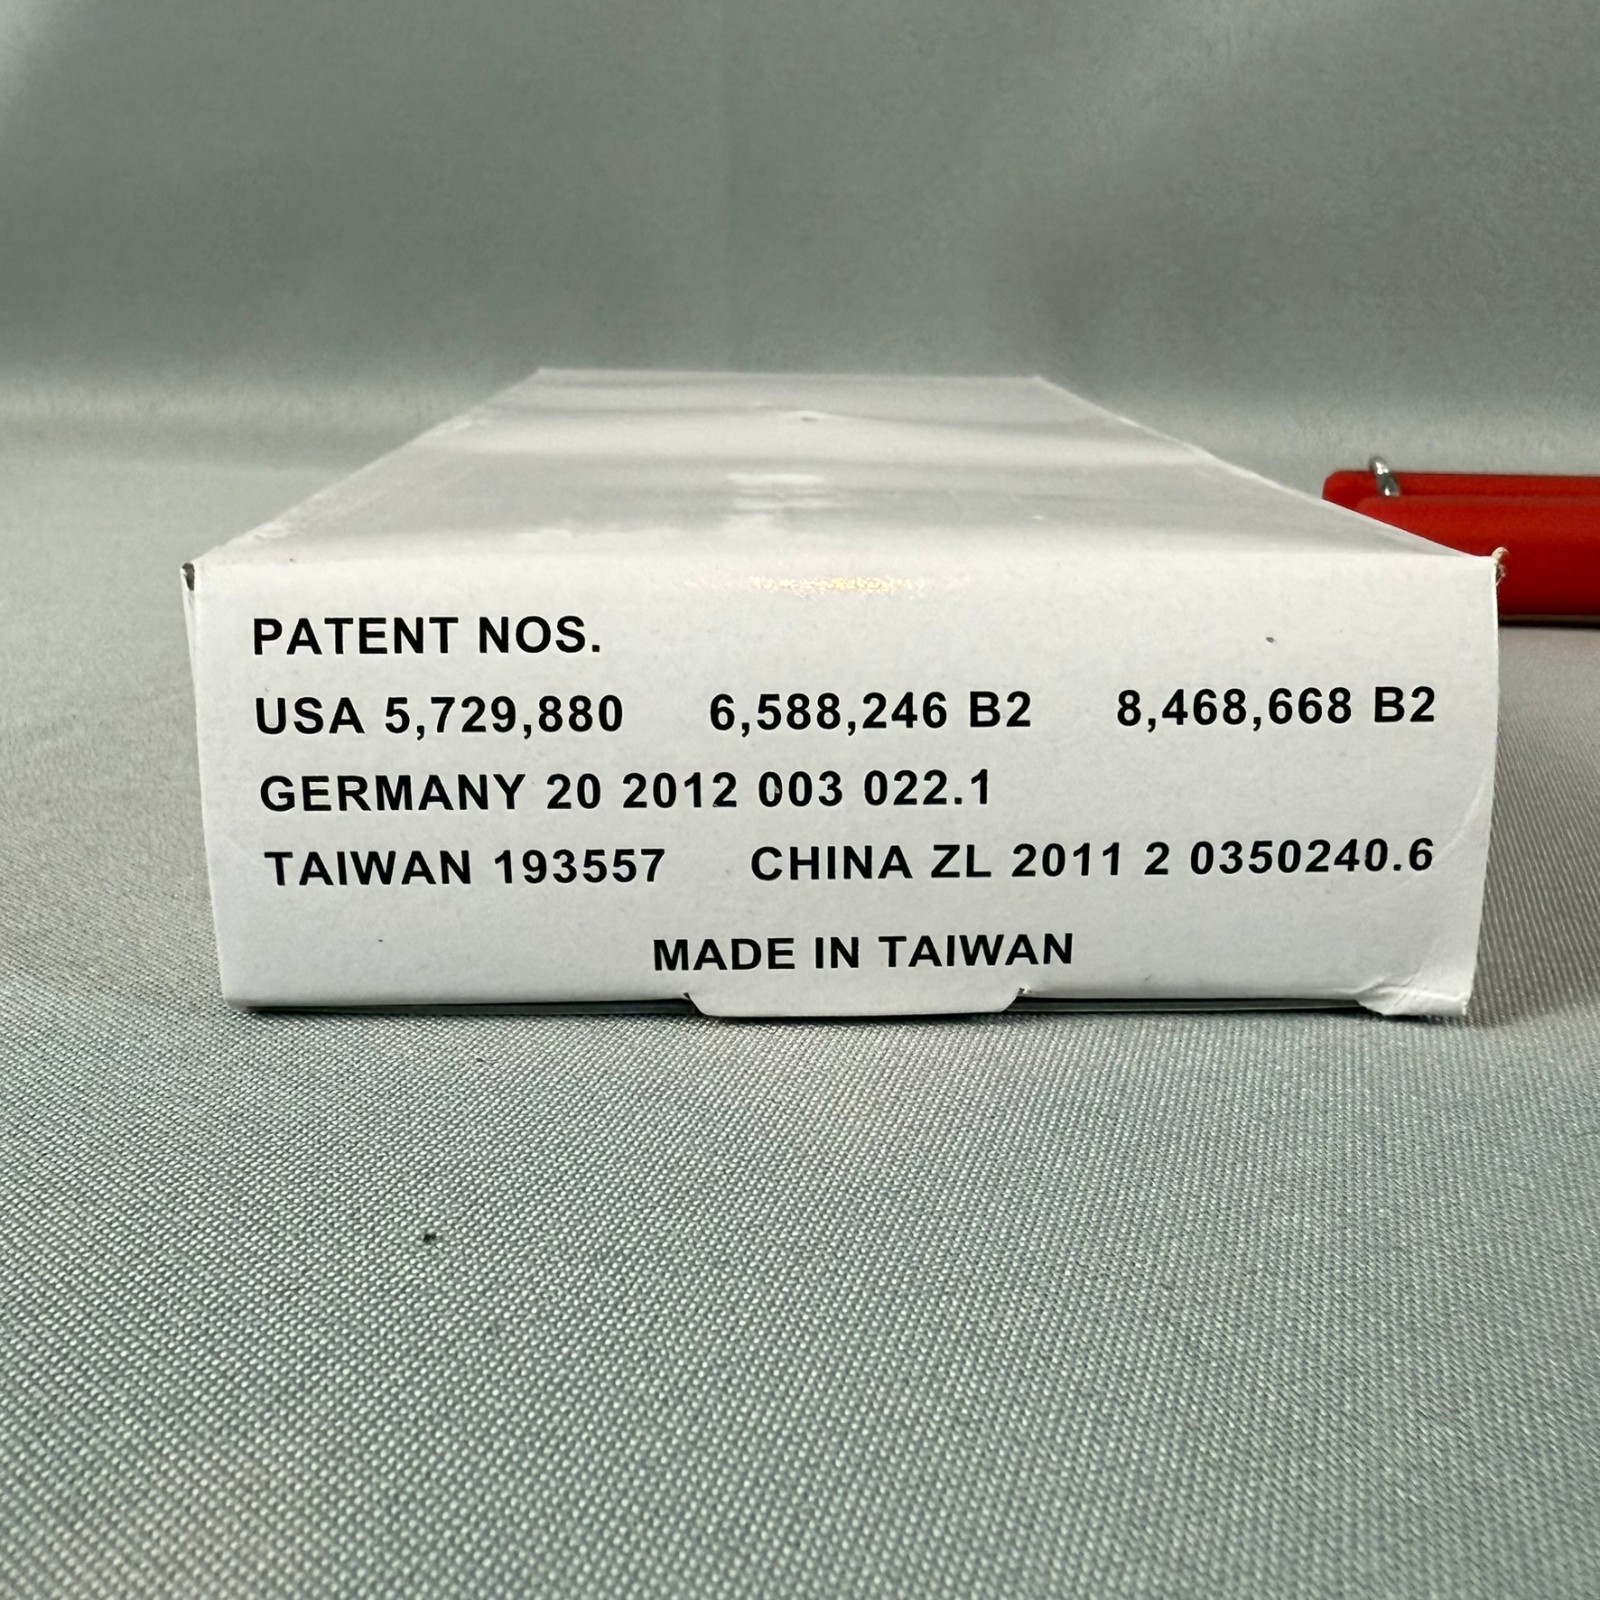 PATENT NOS.
USA 5,729,880 6,588,246 B2 8,468,668 B2
GERMANY 20 2012 003 022.1
TAIWAN 193557 CHINA ZL 2011 2 0350240.6
MADE IN TAIWAN